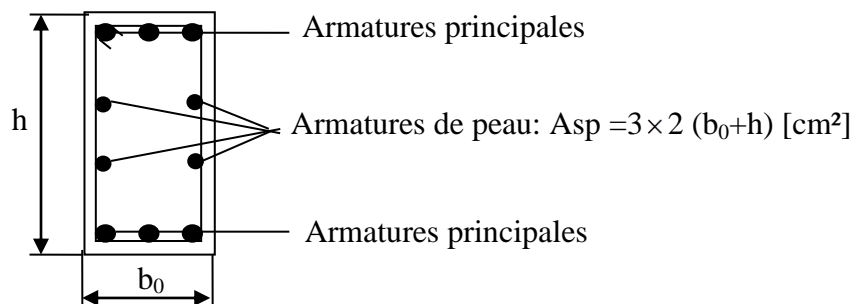 Armatures principales
h
Armatures de peau: Asp =3×2 (b₀+h) [cm²]
Armatures principales
b₀